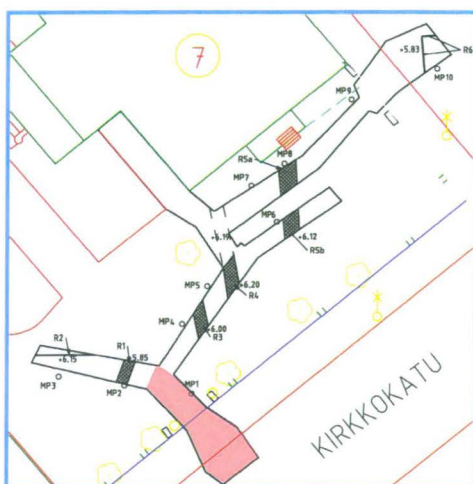 7
+5.83
R6
MP10
MP9
R5a
MP8
MP7
MP6
+6.19
+6.12
R5b
MP5
+6.20
R4
MP4
+6.00
R3
R2
R1
+6.15
+5.85
MP3
MP2
MP1
KIRKKOKATU